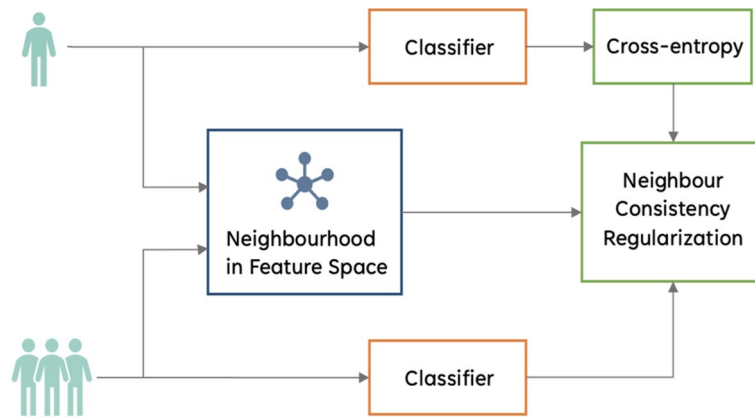 Classifier
Cross-entropy
Neighbourhood
in Feature Space
Neighbour
Consistency
Regularization
Classifier